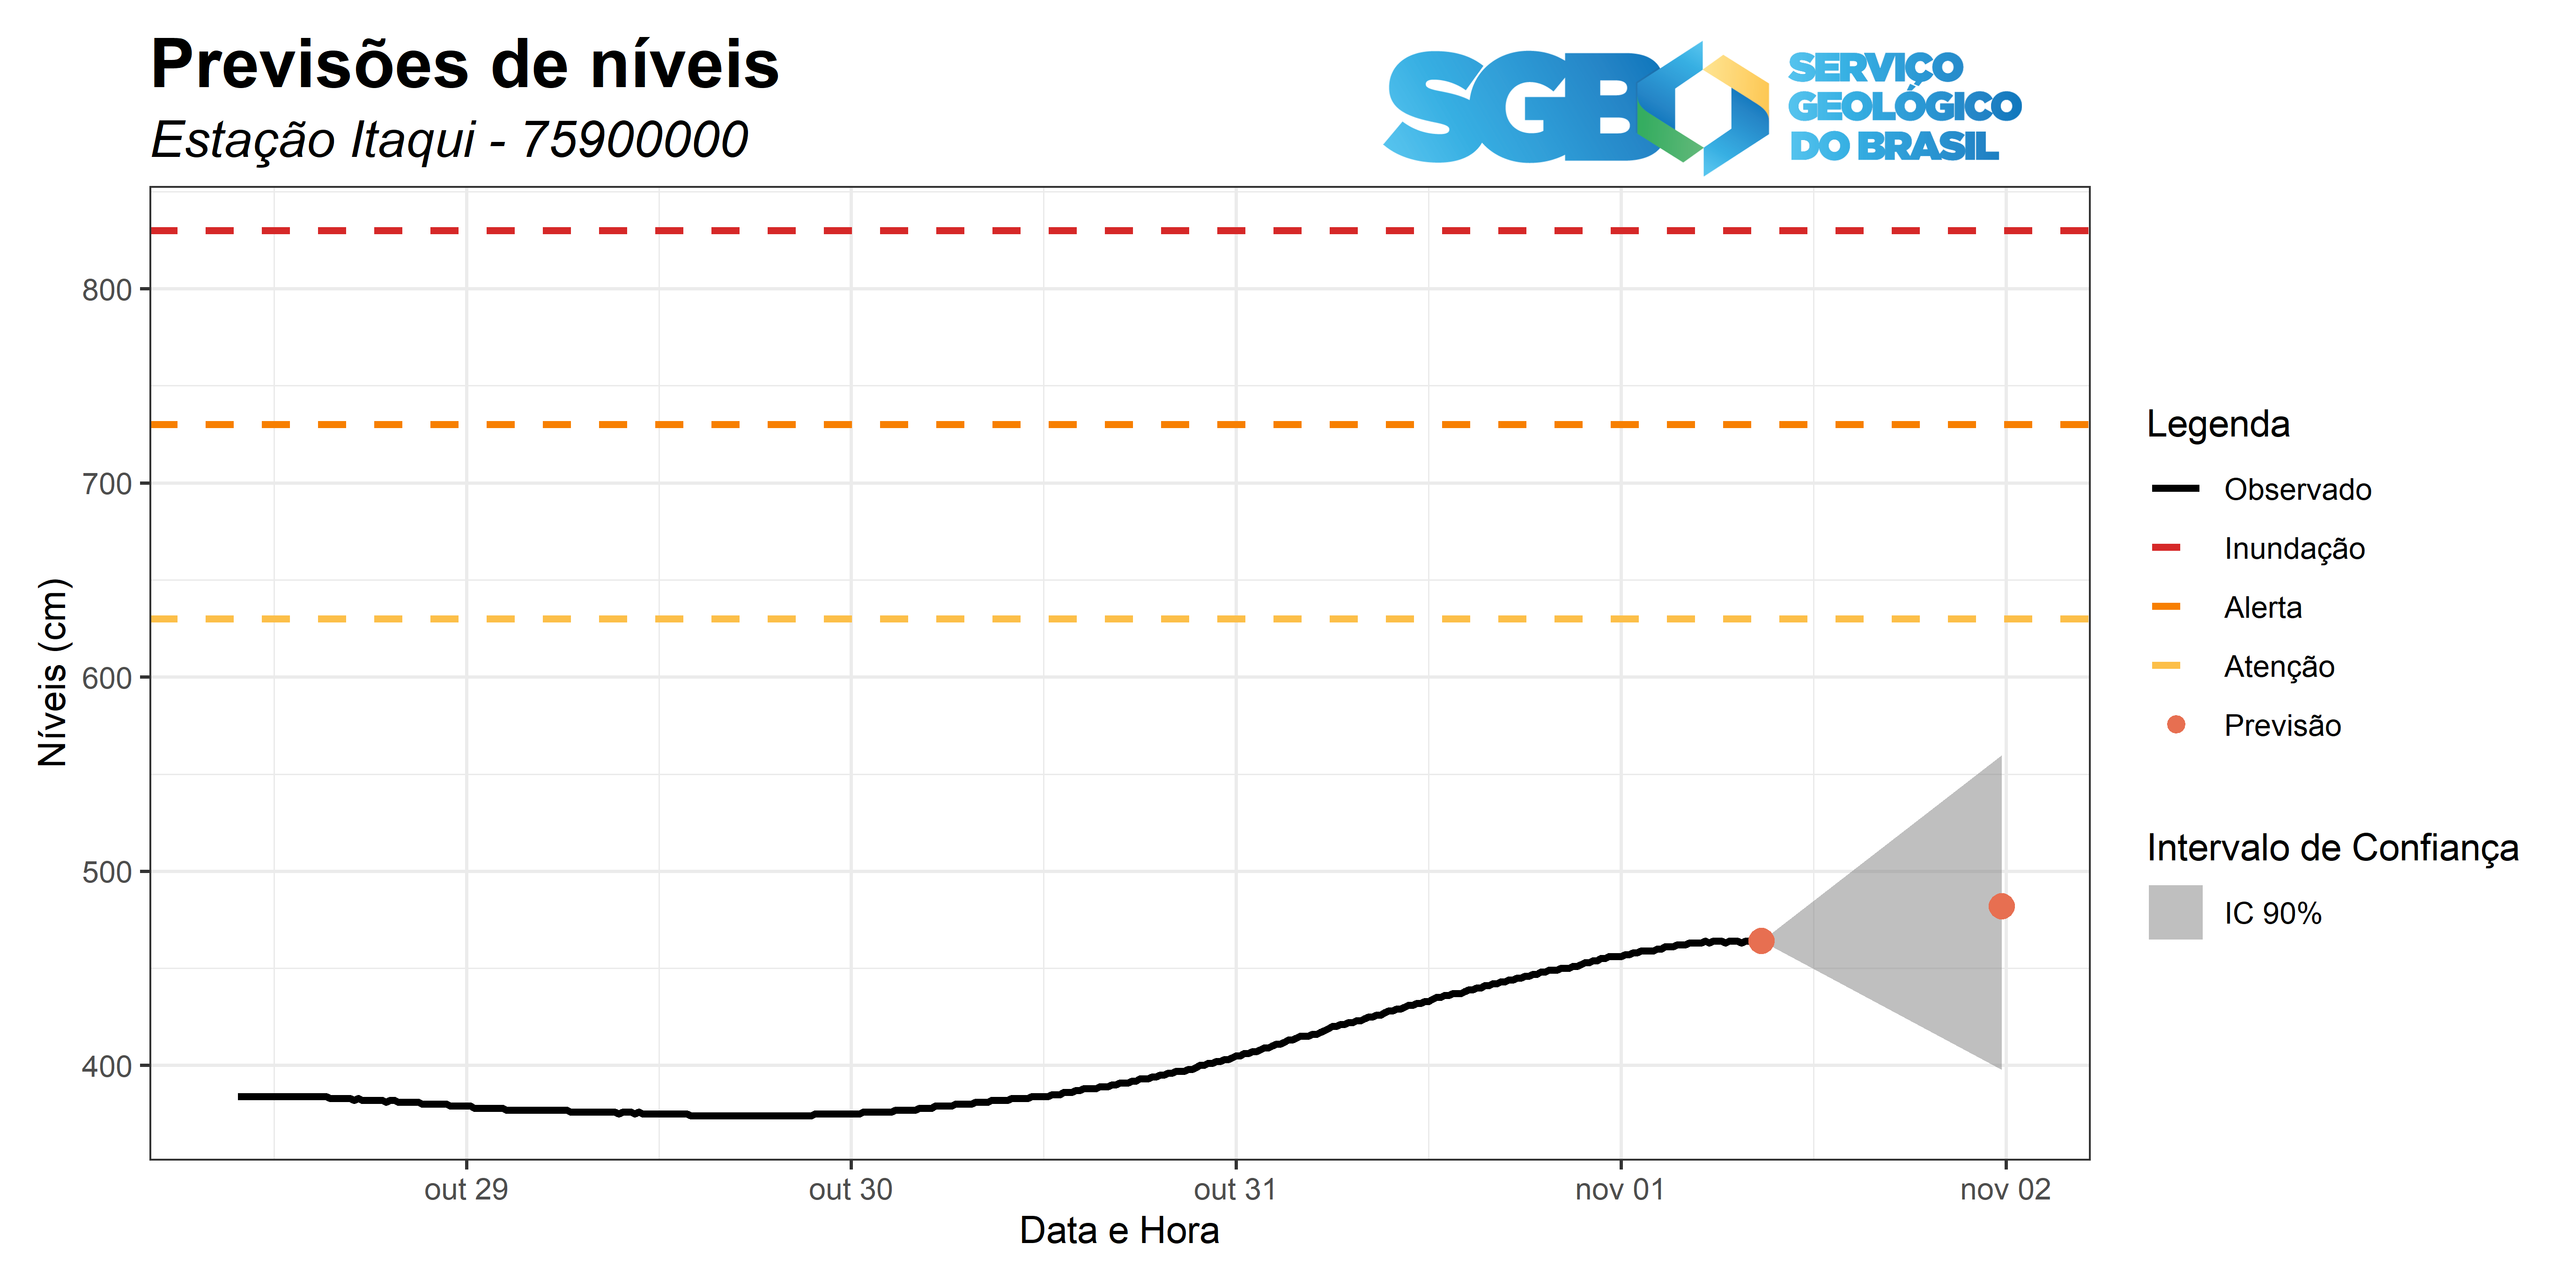 Previsões de níveis
Estação Itaqui - 75900000
SGB
SERVIÇO
GEOLÓGICO
DO BRASIL
Níveis (cm)
800
700
600
500
400
out 29
out 30
out 31
nov 01
nov 02
Data e Hora
Legenda
Observado
Inundação
Alerta
Atenção
Previsão
Intervalo de Confiança
IC 90%